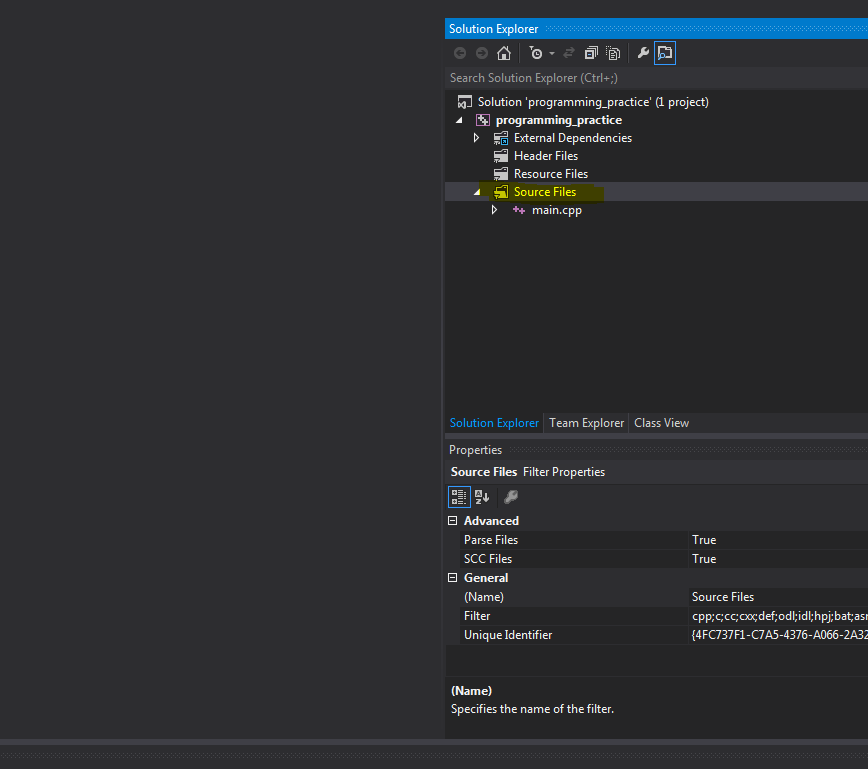 Solution Explorer
Search Solution Explorer (Ctrl+;)
Solution 'programming_practice' (1 project)
programming_practice
External Dependencies
Header Files
Resource Files
Source Files
main.cpp
Solution Explorer Team Explorer Class View
Properties
Source Files Filter Properties
Advanced
Parse Files True
SCC Files True
General
(Name) Source Files
Filter cpp;c;cc;cxx;def;odl;idl;hpj;bat;asm
Unique Identifier {4FC737F1-C7A5-4376-A066-2A32
(Name)
Specifies the name of the filter.